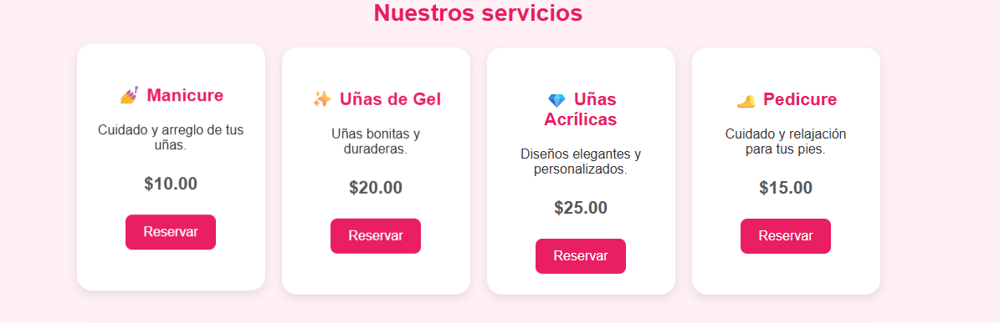 Nuestros servicios
💅 Manicure
Cuidado y arreglo de tus
uñas.
$10.00
Reservar
✨ Uñas de Gel
Uñas bonitas y
duraderas.
$20.00
Reservar
💎 Uñas
Acrílicas
Diseños elegantes y
personalizados.
$25.00
Reservar
🦶 Pedicure
Cuidado y relajación
para tus pies.
$15.00
Reservar